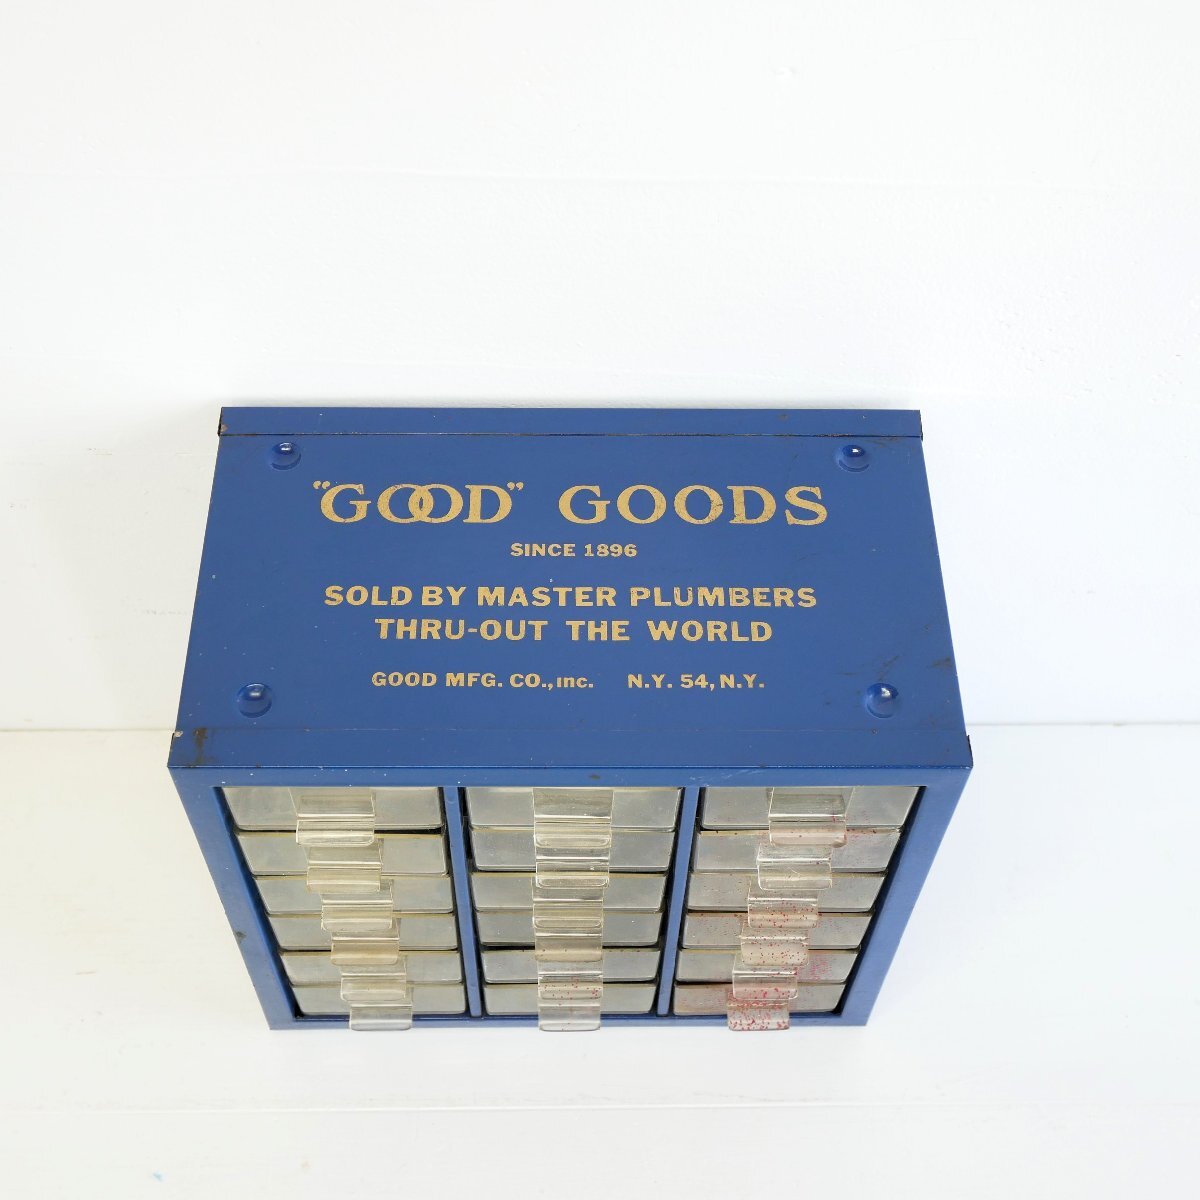 "GOOD" GOODS
SINCE 1896
SOLD BY MASTER PLUMBERS
THRU-OUT THE WORLD
GOOD MFG. CO., inc. N.Y. 54, N.Y.